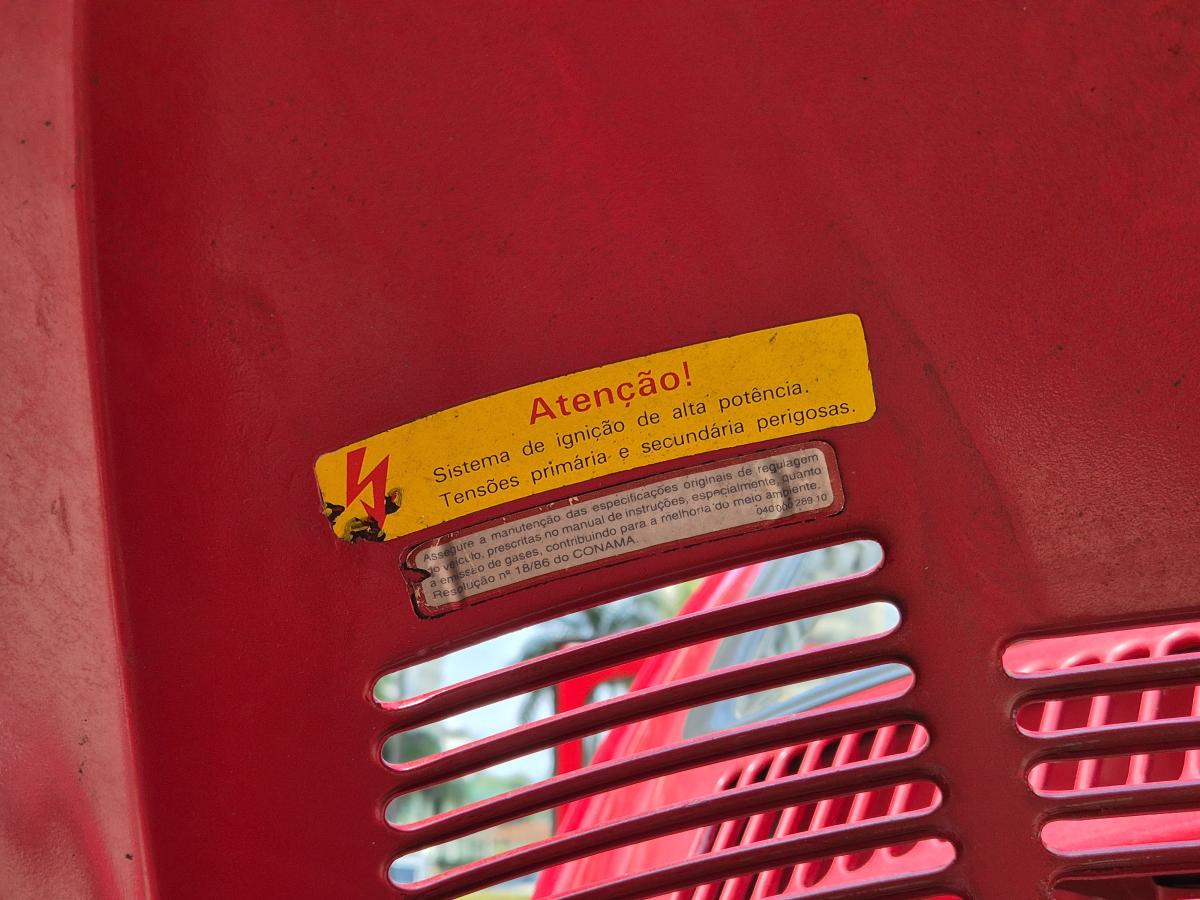 Atenção!
Sistema de ignição de alta potência.
Tensões primária e secundária perigosas.
Assegure a manutenção das especificações originais de regulagem
do veículo, prescritas no manual de instruções, especialmente, quanto
a emissão de gases, contribuindo para a melhoria do meio ambiente.
Resolução nº 18/86 do CONAMA.
040 000 289 10